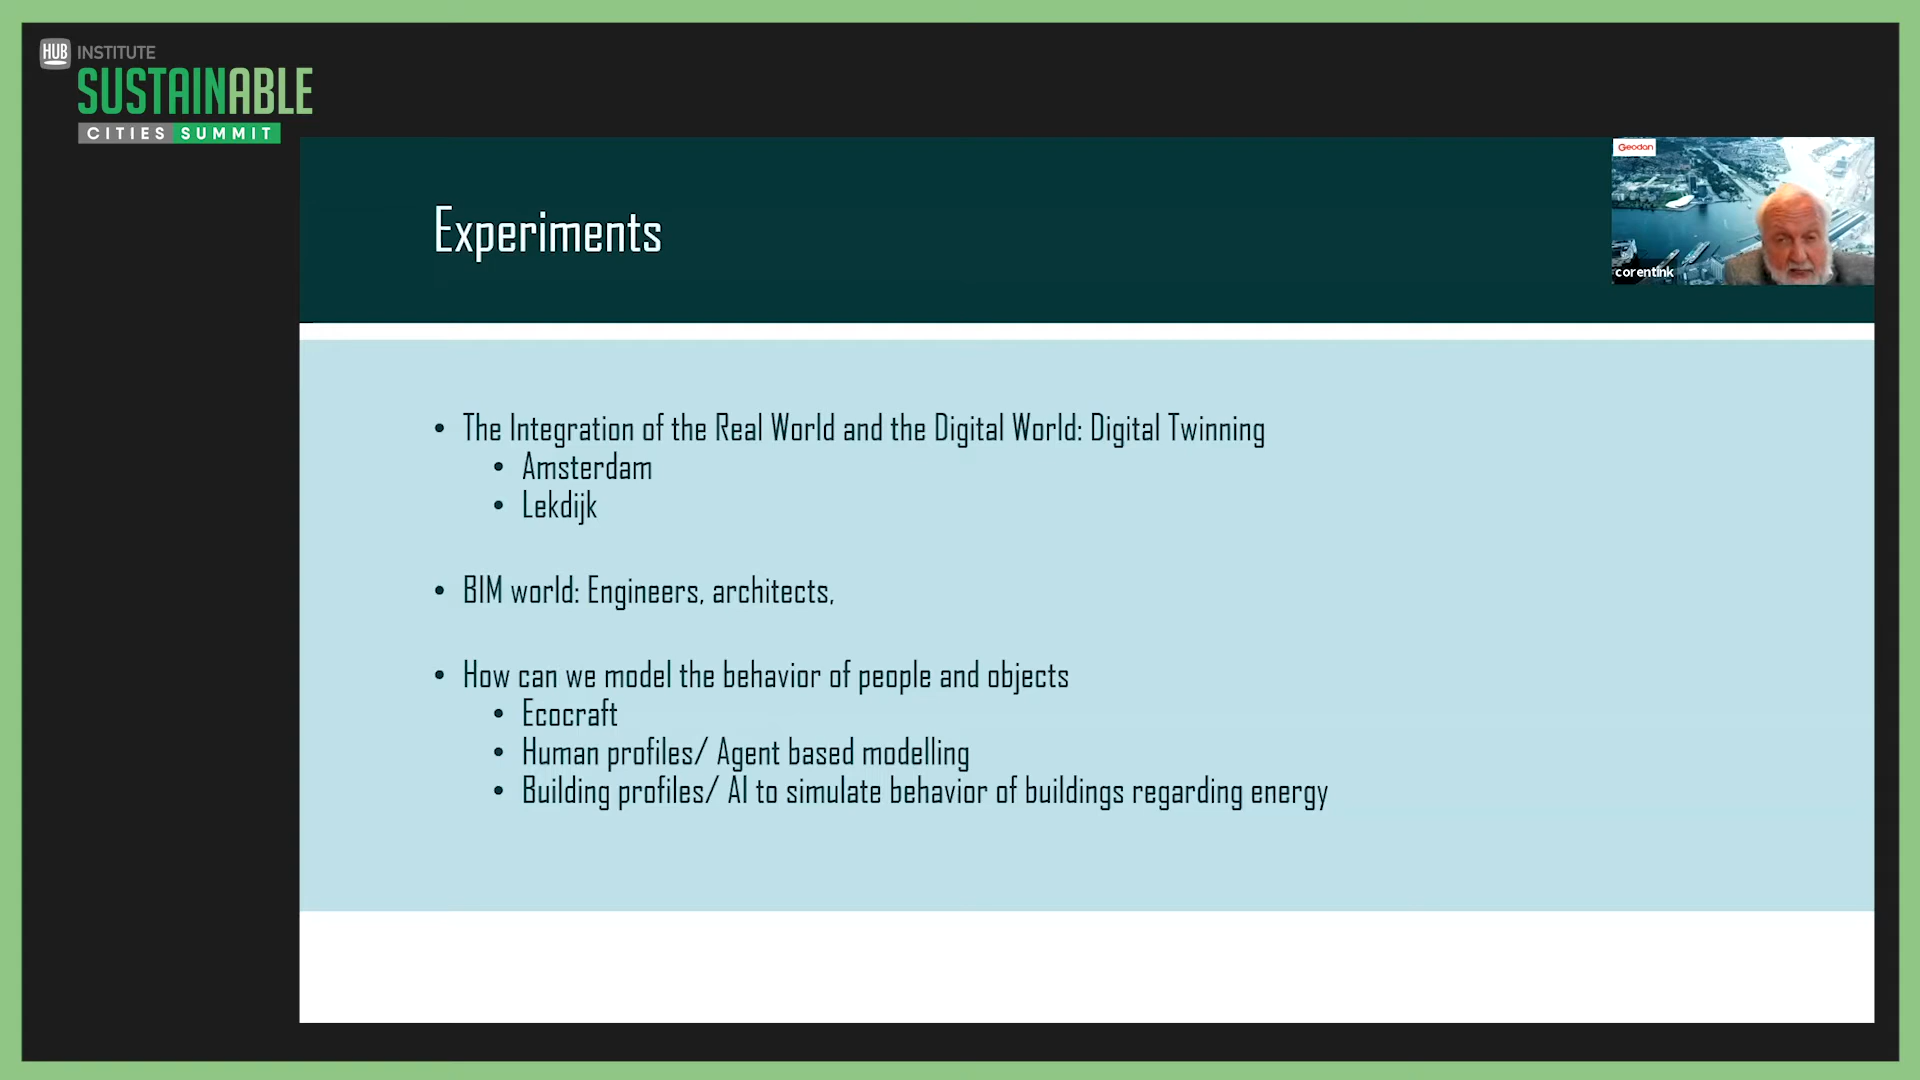 HUB INSTITUTE
SUSTAINABLE
CITIES SUMMIT
Geodan
corentink
Experiments
• The Integration of the Real World and the Digital World: Digital Twinning
• Amsterdam
• Lekdijk
• BIM world: Engineers, architects,
• How can we model the behavior of people and objects
• Ecocraft
• Human profiles/ Agent based modelling
• Building profiles/ AI to simulate behavior of buildings regarding energy